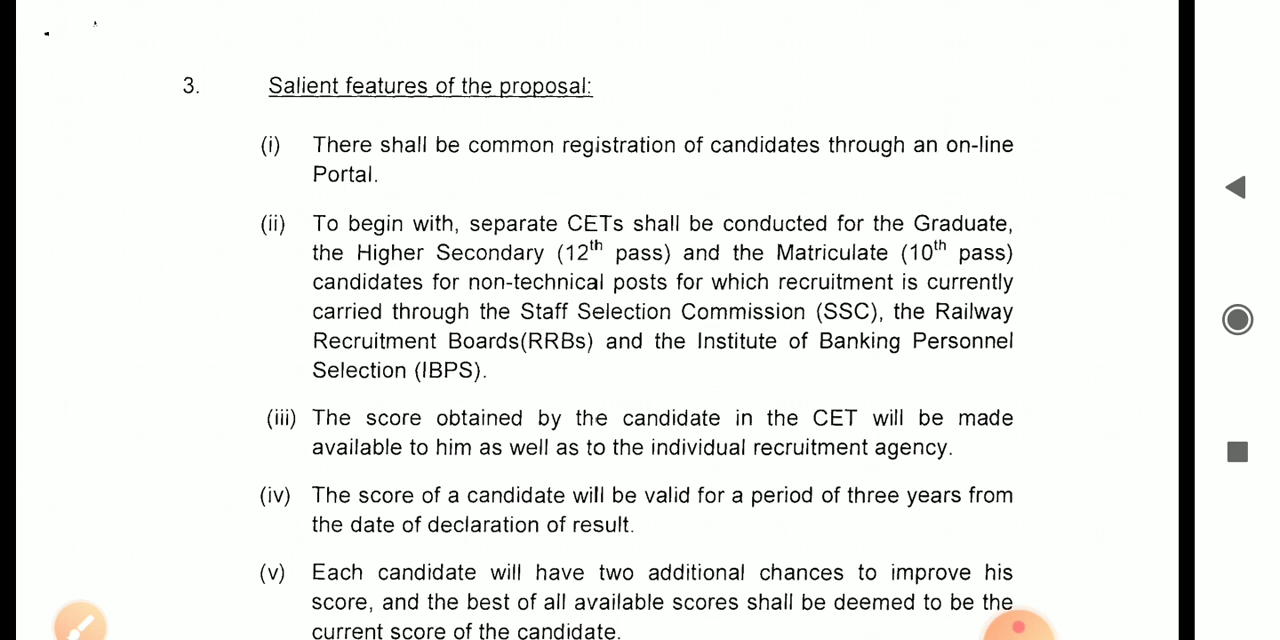 3. Salient features of the proposal:
(i) There shall be common registration of candidates through an on-line
Portal.
(ii) To begin with, separate CETs shall be conducted for the Graduate,
the Higher Secondary (12th pass) and the Matriculate (10th pass)
candidates for non-technical posts for which recruitment is currently
carried through the Staff Selection Commission (SSC), the Railway
Recruitment Boards(RRBs) and the Institute of Banking Personnel
Selection (IBPS).
(iii) The score obtained by the candidate in the CET will be made
available to him as well as to the individual recruitment agency.
(iv) The score of a candidate will be valid for a period of three years from
the date of declaration of result.
(v) Each candidate will have two additional chances to improve his
score, and the best of all available scores shall be deemed to be the
current score of the candidate.